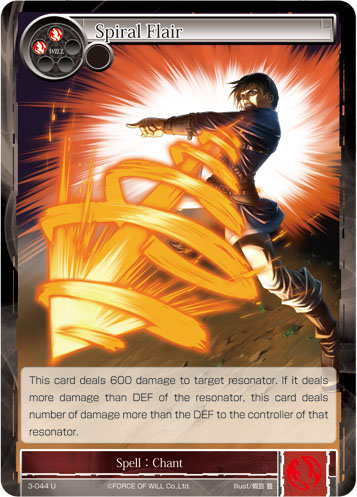 Spiral Flair
WILL
This card deals 600 damage to target resonator. If it deals
more damage than DEF of the resonator, this card deals
number of damage more than the DEF to the controller of that
resonator.
Spell : Chant
3-044 U
©FORCE OF WILL Co.,Ltd.
Illust/